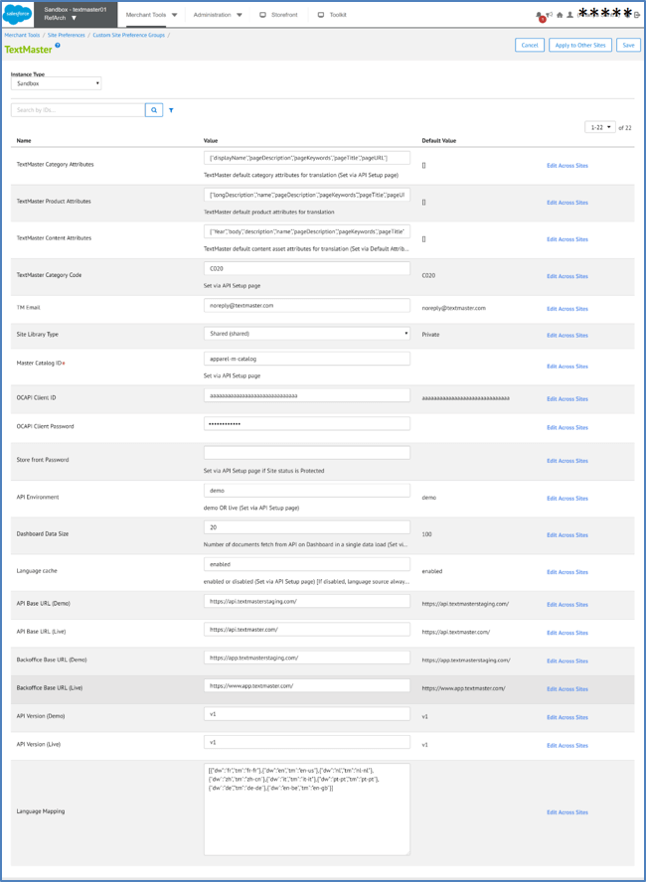 salesforce
Sandbox - textmaster01
RefArch
Merchant Tools
Administration
Storefront
Toolkit
*****
Merchant Tools / Site Preferences / Custom Site Preference Groups /
TextMaster
Cancel
Apply to Other Sites
Save
Instance Type
Sandbox
Search by IDs...
1-22 of 22
Name Value Default Value
["displayName","pageDescription","pageKeywords","pageTitle","pageURL"]
TextMaster Category Attributes [] Edit Across Sites
TextMaster default category attributes for translation (Set via API Setup page)
["longDescription","name","pageDescription","pageKeywords","pageTitle","pageUI
TextMaster Product Attributes [] Edit Across Sites
TextMaster default product attributes for translation
["Year","body","description","name","pageDescription","pageKeywords","pageTitle"
TextMaster Content Attributes [] Edit Across Sites
TextMaster default content asset attributes for translation (Set via Default Attrib...
C020
TextMaster Category Code C020 Edit Across Sites
Set via API Setup page
TM Email noreply@textmaster.com noreply@textmaster.com Edit Across Sites
Site Library Type Shared (shared) Private Edit Across Sites
apparel-m-catalog
Master Catalog ID* Edit Across Sites
Set via API Setup page
OCAPI Client ID aaaaaaaaaaaaaaaaaaaaaaaaaaaaaa aaaaaaaaaaaaaaaaaaaaaaaaaaaaaa Edit Across Sites
OCAPI Client Password •••••••••••• Edit Across Sites
Store front Password Edit Across Sites
Set via API Setup page if Site status is Protected
demo
API Environment demo Edit Across Sites
demo OR live (Set via API Setup page)
20
Dashboard Data Size 100 Edit Across Sites
Number of documents fetch from API on Dashboard in a single data load (Set vi...
enabled
Language cache enabled Edit Across Sites
enabled or disabled (Set via API Setup page) [If disabled, language source alway...
API Base URL (Demo) https://api.textmasterstaging.com/ https://api.textmasterstaging.com/ Edit Across Sites
API Base URL (Live) https://api.textmaster.com/ https://api.textmaster.com/ Edit Across Sites
Backoffice Base URL (Demo) https://app.textmasterstaging.com/ https://app.textmasterstaging.com/ Edit Across Sites
Backoffice Base URL (Live) https://www.app.textmaster.com/ https://www.app.textmaster.com/ Edit Across Sites
API Version (Demo) v1 v1 Edit Across Sites
API Version (Live) v1 v1 Edit Across Sites
[{"dw":"fr","tm":"fr-fr"},{"dw":"en","tm":"en-us"},{"dw":"nl","tm":"nl-nl"},
{"dw":"zh","tm":"zh-cn"},{"dw":"it","tm":"it-it"},{"dw":"pt-pt","tm":"pt-pt"},
{"dw":"de","tm":"de-de"},{"dw":"en-be","tm":"en-gb"}]
Language Mapping Edit Across Sites